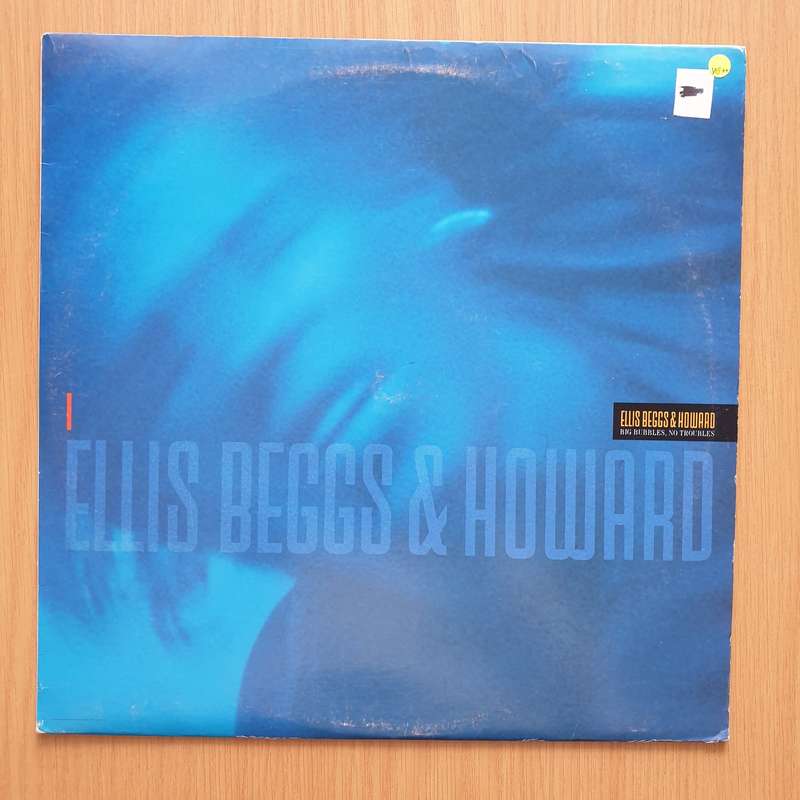 ELLIS BEGGS & HOWARD
BIG BUBBLES, NO TROUBLES
ELLIS BEGGS & HOWARD